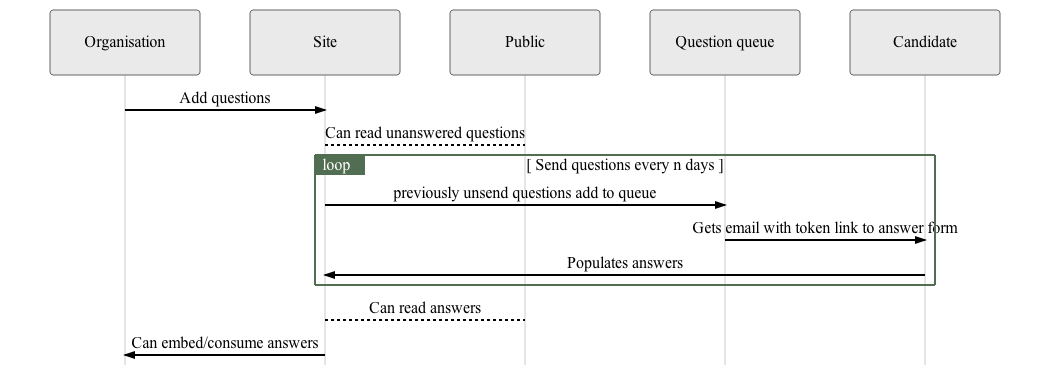 Organisation
Site
Public
Question queue
Candidate
Add questions
Can read unanswered questions
loop
[ Send questions every n days ]
previously unsend questions add to queue
Gets email with token link to answer form
Populates answers
Can read answers
Can embed/consume answers